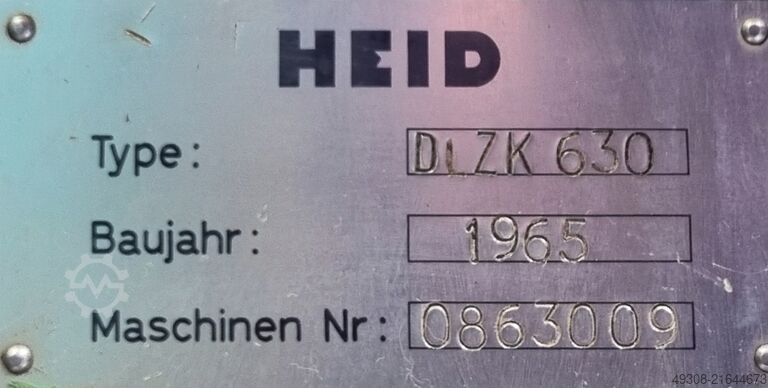 HEID
Type: DLZK 630
Baujahr: 1965
Maschinen Nr: 0863009
49308-21644673